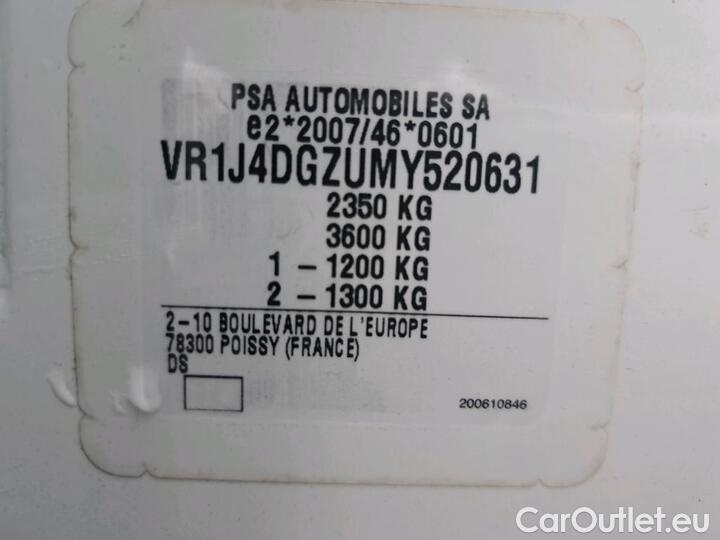 PSA AUTOMOBILES SA
e2*2007/46*0601
VR1J4DGZUMY520631
2350 KG
3600 KG
1 - 1200 KG
2 - 1300 KG
2-10 BOULEVARD DE L'EUROPE
78300 POISSY (FRANCE)
DS
200610846
CarOutlet.eu